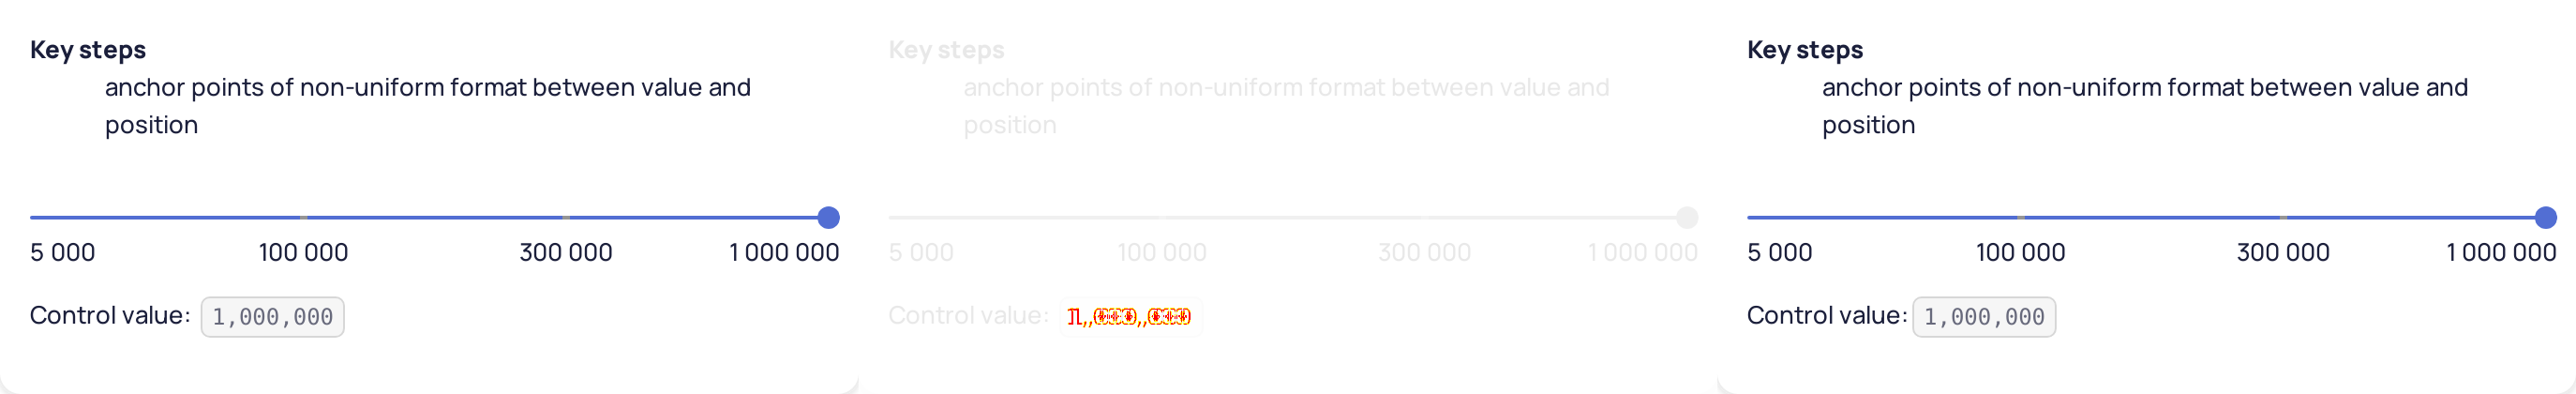 Key steps
anchor points of non-uniform format between value and
position
5 000 100 000 300 000 1 000 000
Control value: 1,000,000
Key steps
anchor points of non-uniform format between value and
position
5 000 100 000 300 000 1 000 000
Control value:
Key steps
anchor points of non-uniform format between value and
position
5 000 100 000 300 000 1 000 000
Control value: 1,000,000